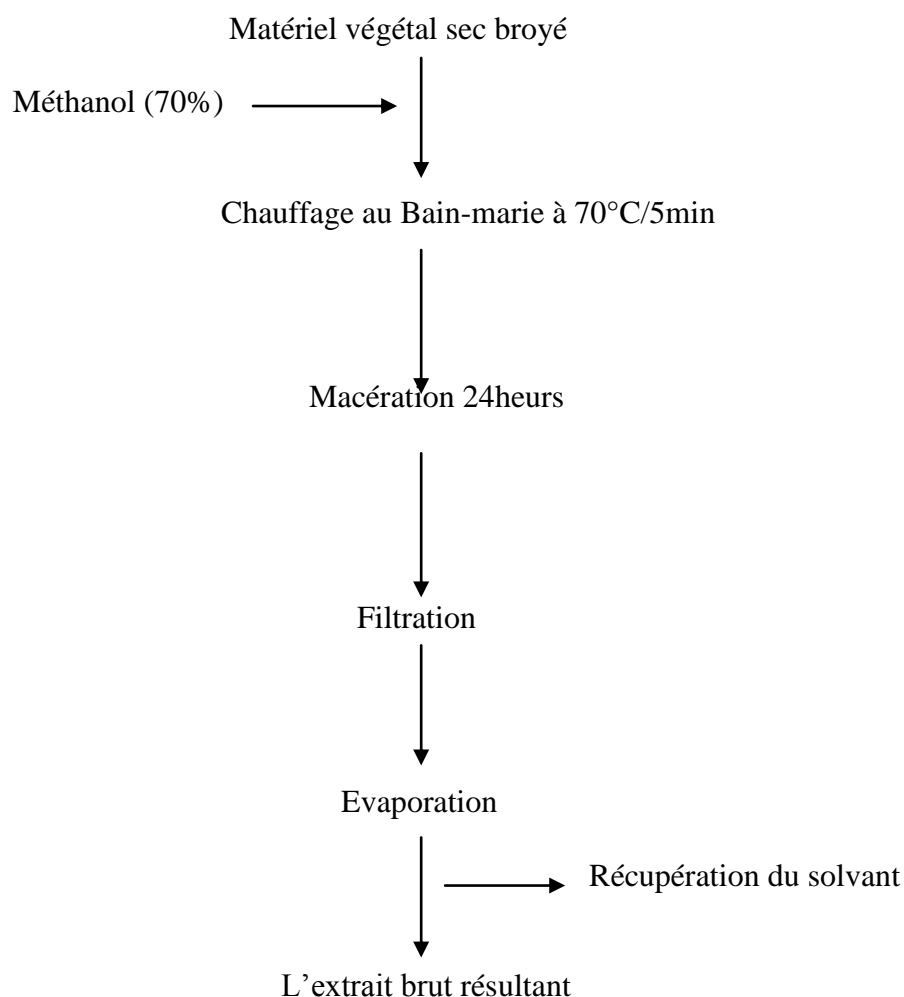 Matériel végétal sec broyé
Méthanol (70%)
Chauffage au Bain-marie à 70°C/5min
Macération 24heurs
Filtration
Evaporation
Récupération du solvant
L'extrait brut résultant